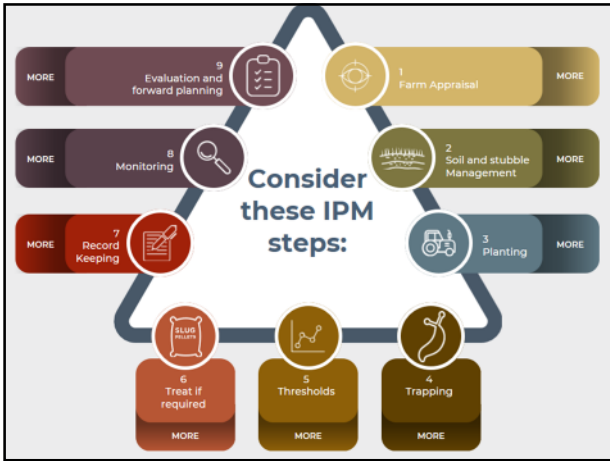 Consider
these IPM
steps:
1
Farm Appraisal
MORE
2
Soil and stubble
Management
MORE
3
Planting
MORE
4
Trapping
MORE
5
Thresholds
MORE
SLUG
PELLETS
6
Treat if
required
MORE
7
Record
Keeping
MORE
8
Monitoring
MORE
9
Evaluation and
forward planning
MORE